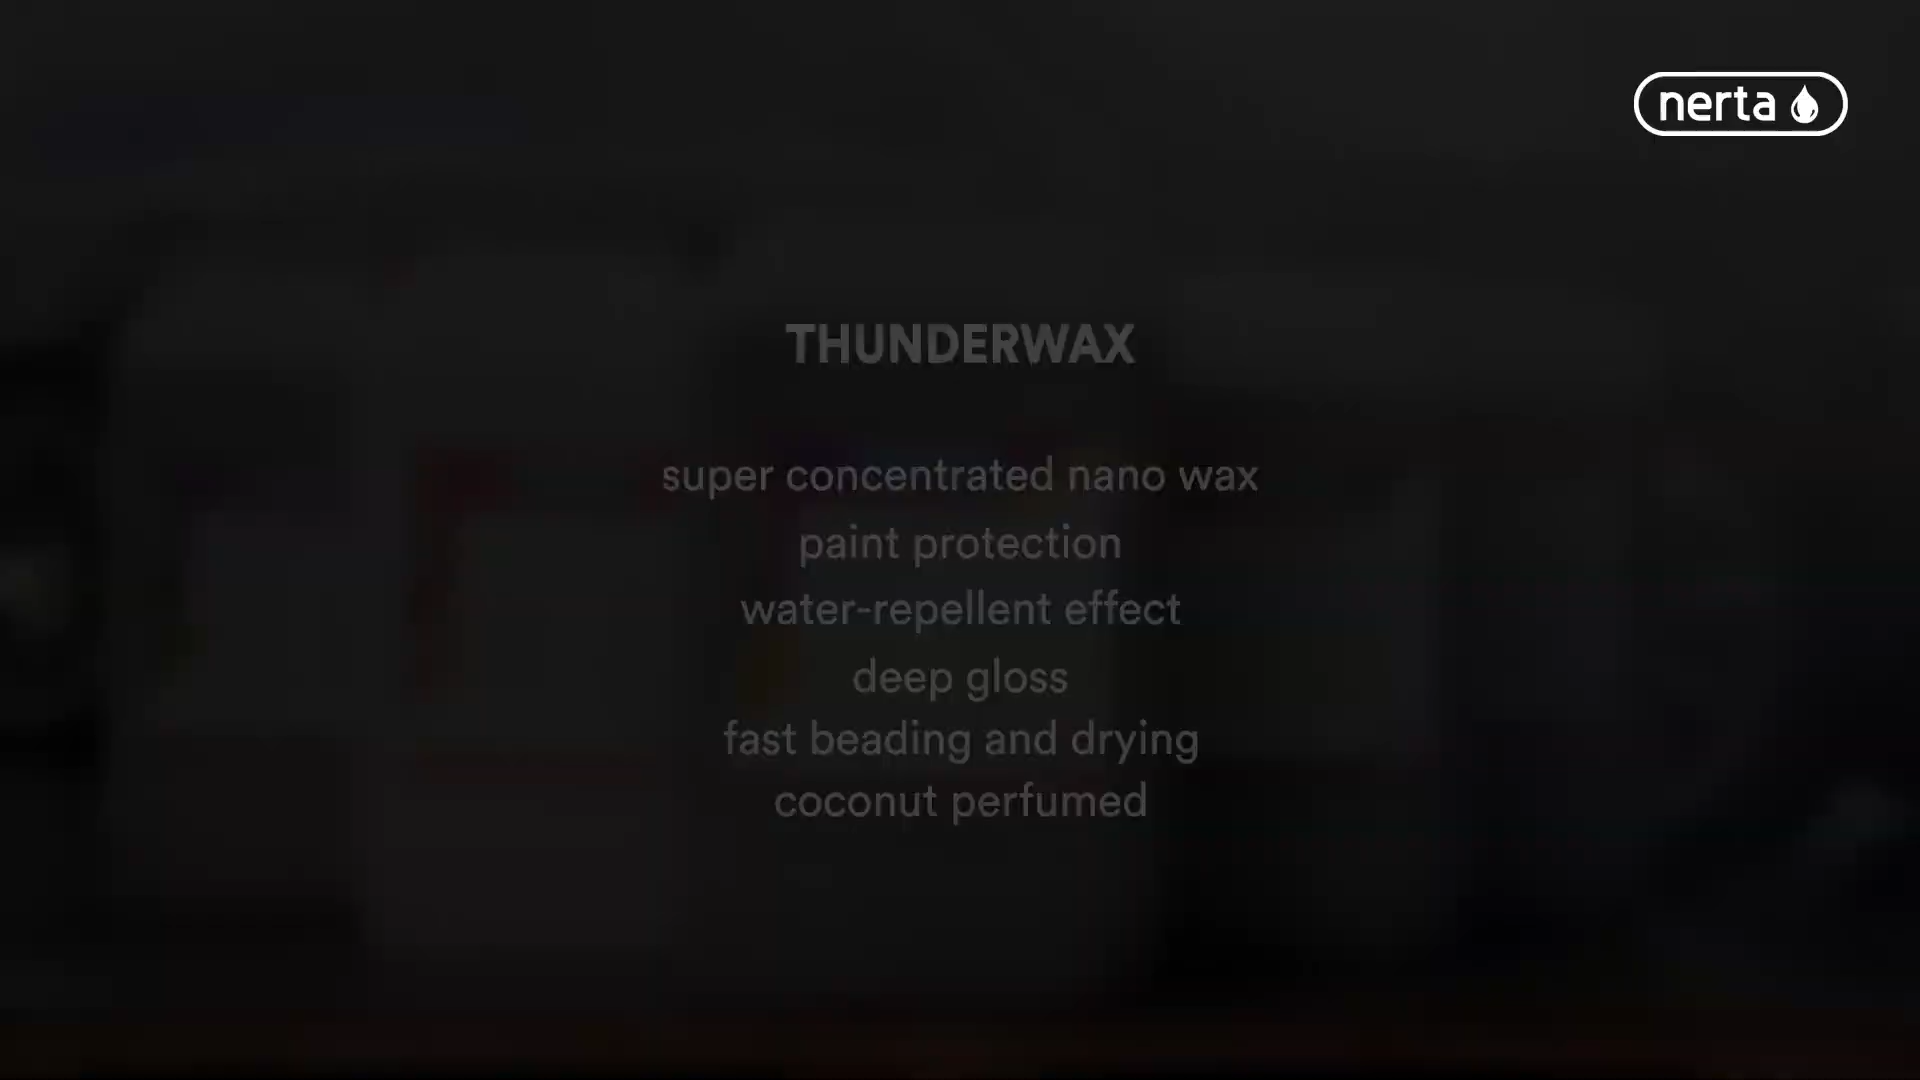 nerta
THUNDERWAX
super concentrated nano wax
paint protection
water-repellent effect
deep gloss
fast beading and drying
coconut perfumed